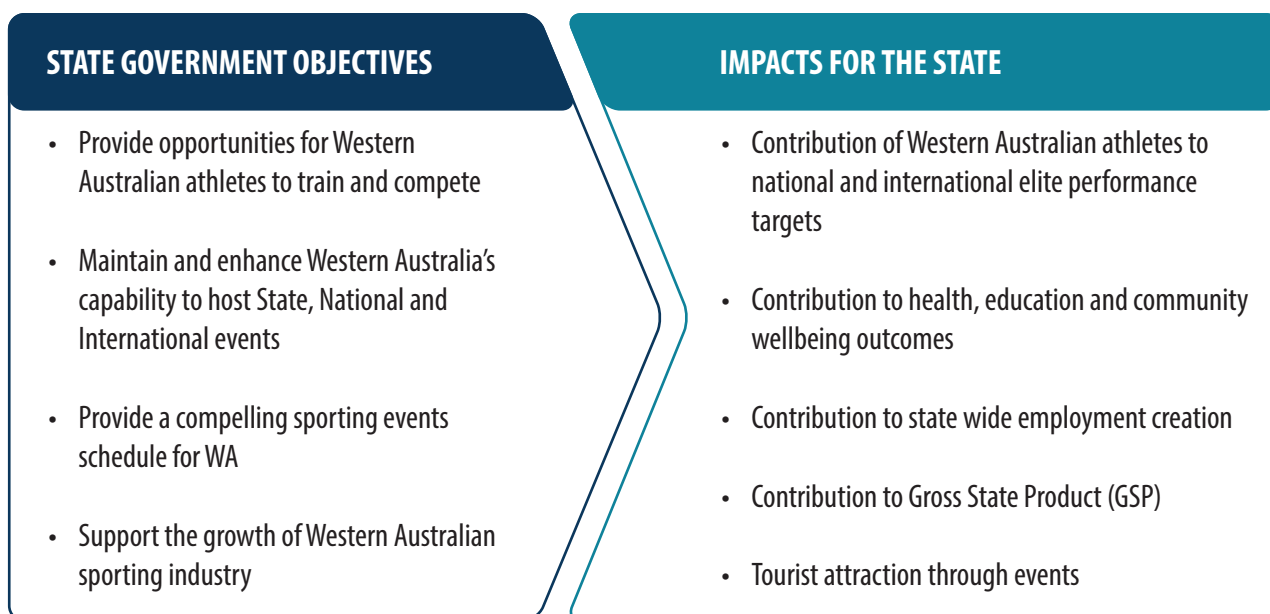 STATE GOVERNMENT OBJECTIVES
• Provide opportunities for Western
Australian athletes to train and compete
• Maintain and enhance Western Australia's
capability to host State, National and
International events
• Provide a compelling sporting events
schedule for WA
• Support the growth of Western Australian
sporting industry
IMPACTS FOR THE STATE
• Contribution of Western Australian athletes to
national and international elite performance
targets
• Contribution to health, education and community
wellbeing outcomes
• Contribution to state wide employment creation
• Contribution to Gross State Product (GSP)
• Tourist attraction through events